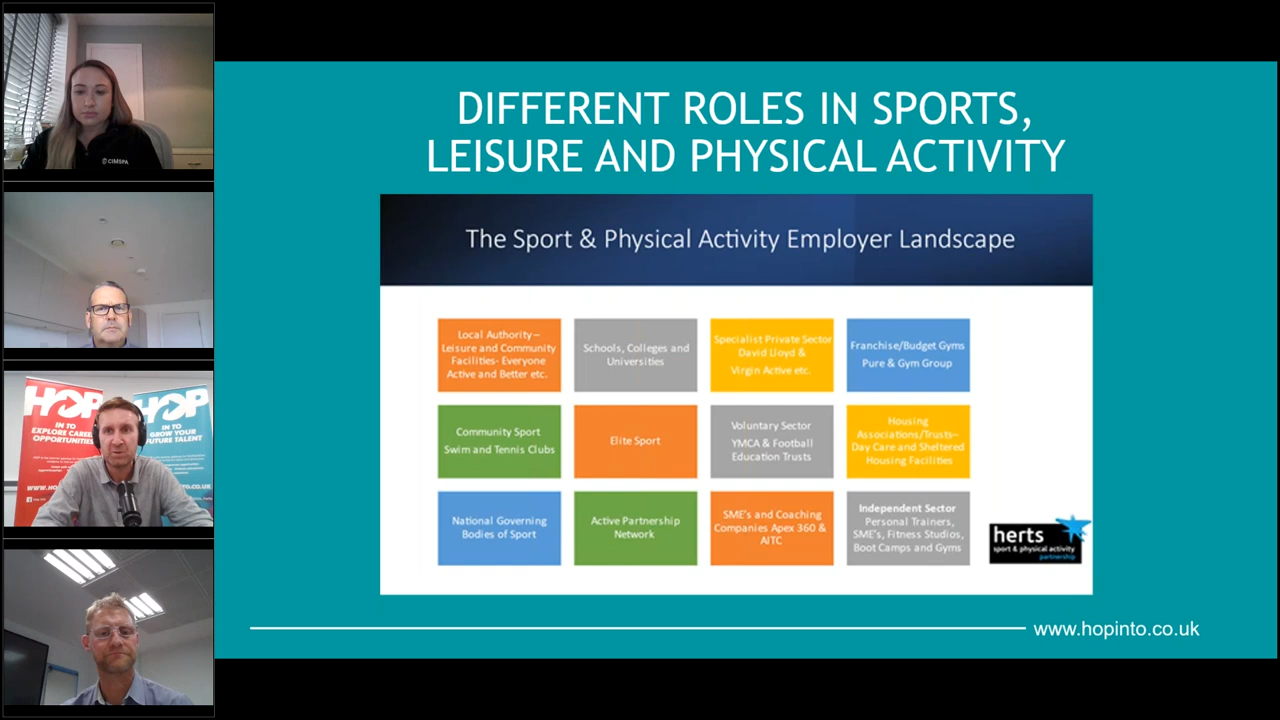 CIMSPA
HOP
IN TO
EXPLORE CAREER
OPPORTUNITIES
HOP
IN TO
GROW YOUR
FUTURE TALENT
DIFFERENT ROLES IN SPORTS,
LEISURE AND PHYSICAL ACTIVITY
The Sport & Physical Activity Employer Landscape
Local Authority–
Leisure and Community
Facilities- Everyone
Active and Better etc.
Schools, Colleges and
Universities
Specialist Private Sector
David Lloyd &
Virgin Active etc.
Franchise/Budget Gyms
Pure & Gym Group
Community Sport
Swim and Tennis Clubs
Elite Sport
Voluntary Sector
YMCA & Football
Education Trusts
Housing
Associations/Trusts–
Day Care and Sheltered
Housing Facilities
National Governing
Bodies of Sport
Active Partnership
Network
SME's and Coaching
Companies Apex 360 &
AITC
Independent Sector
Personal Trainers,
SME's, Fitness Studios,
Boot Camps and Gyms
herts
sport & physical activity
partnership
www.hopinto.co.uk